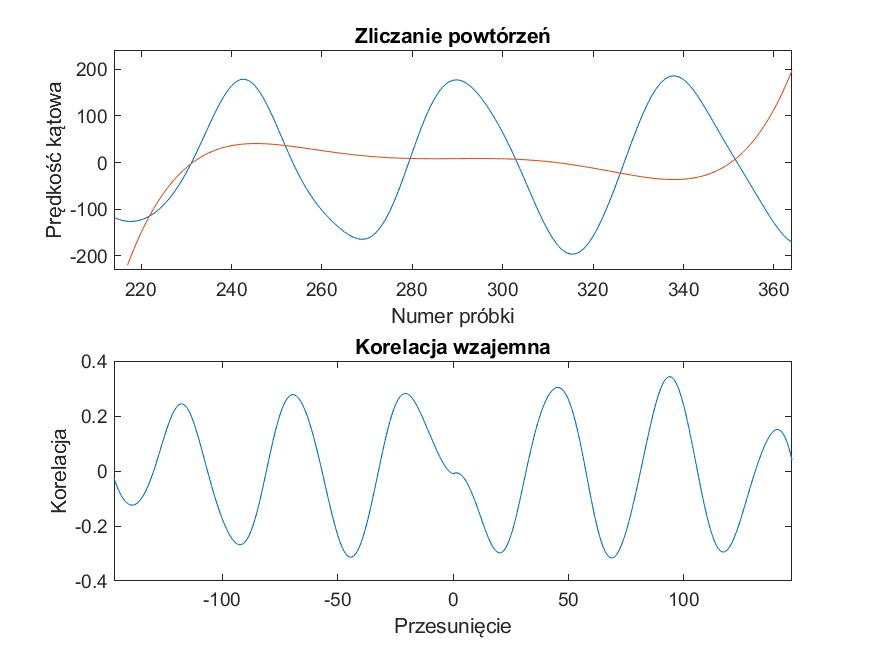 Zliczanie powtórzeń
200
100
0
-100
-200
Prędkość kątowa
220 240 260 280 300 320 340 360
Numer próbki
Korelacja wzajemna
0.4
0.2
0
-0.2
-0.4
Korelacja
-100 -50 0 50 100
Przesunięcie